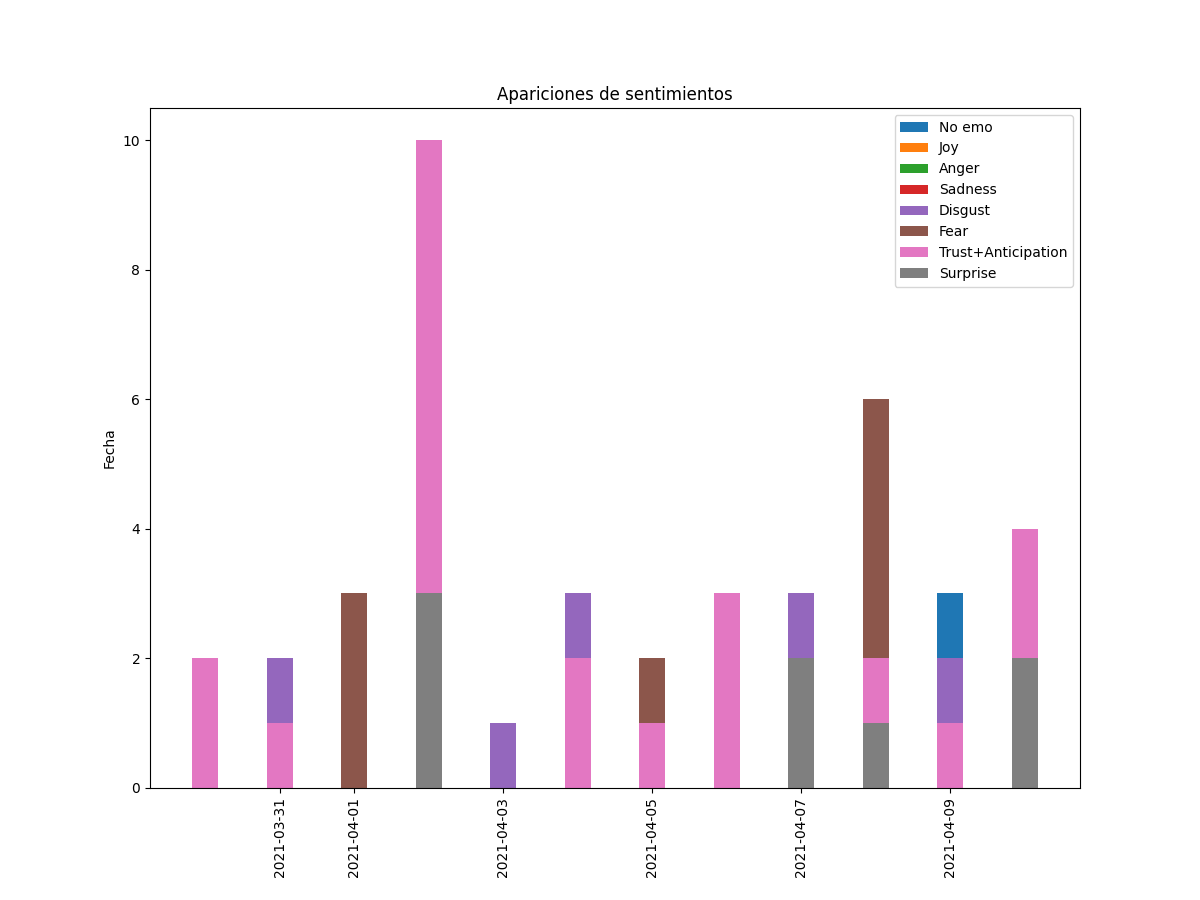 Apariciones de sentimientos
No emo
Joy
Anger
Sadness
Disgust
Fear
Trust+Anticipation
Surprise
10
8
6
4
2
0
Fecha
2021-03-31
2021-04-01
2021-04-03
2021-04-05
2021-04-07
2021-04-09